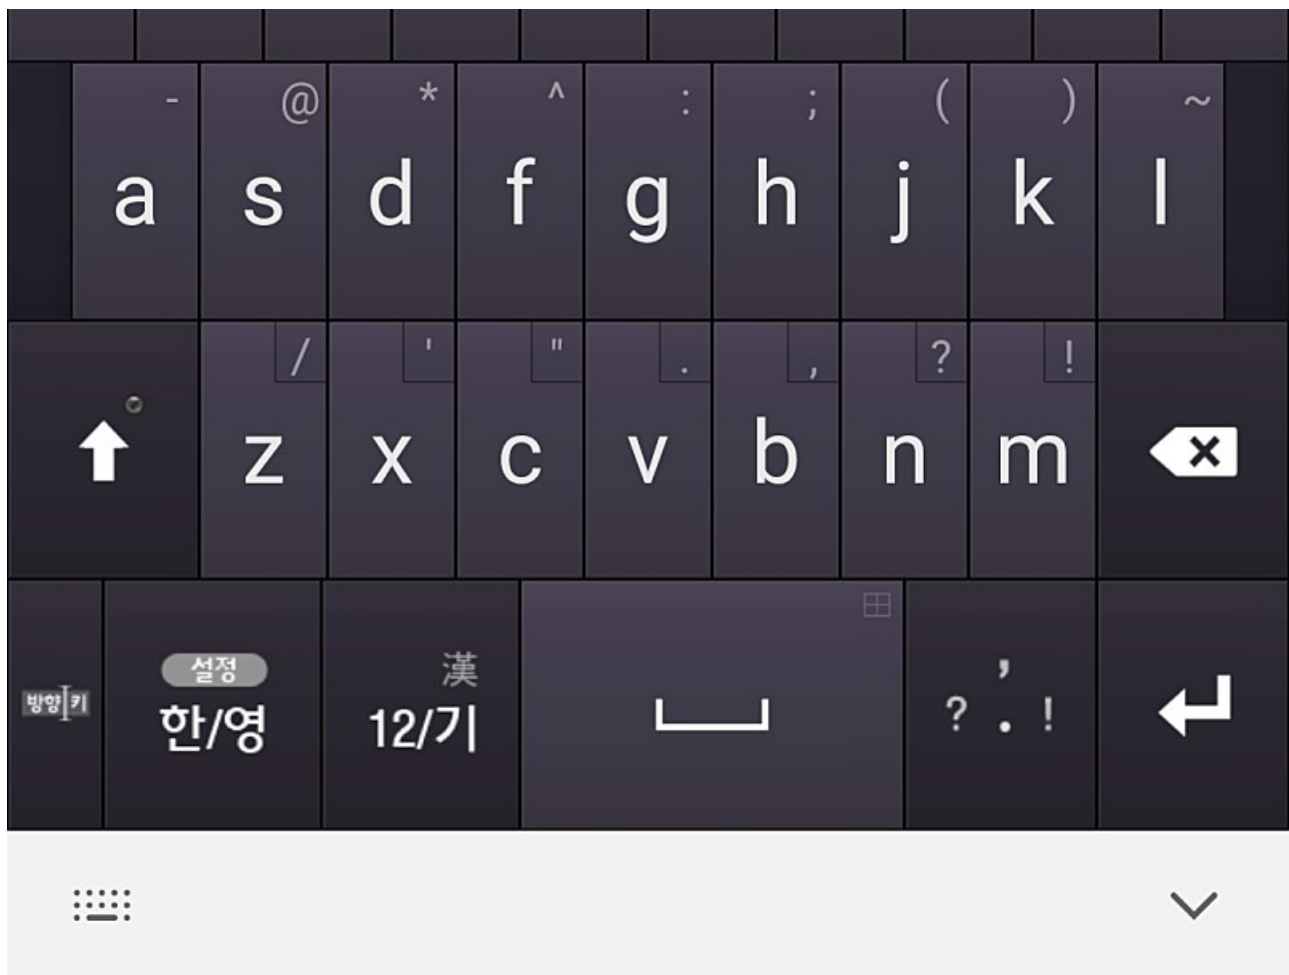 - @ * ^ : ; ( ) ~
a s d f g h j k l
/ ' " . , ? !
z x c v b n m
설정 漢 ,
방향키 한/영 12/기 ? . !